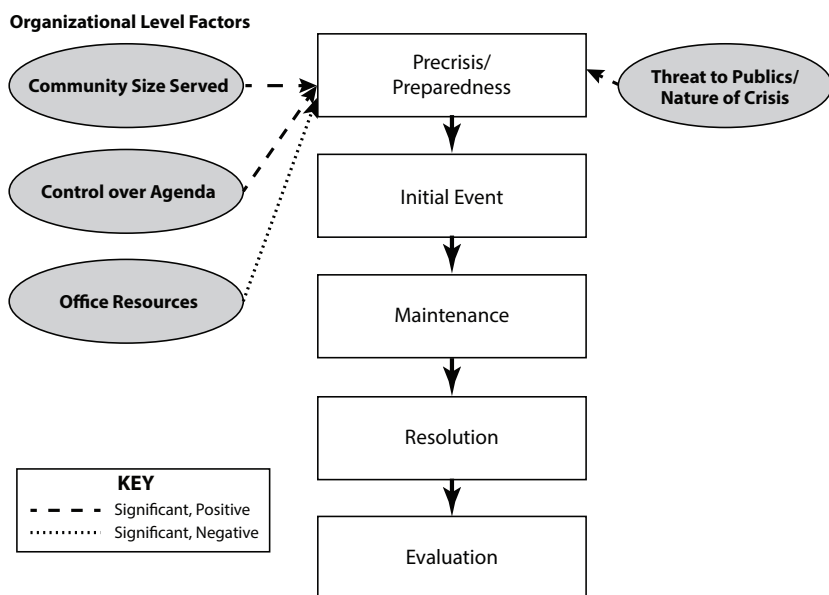 Organizational Level Factors
Community Size Served
Control over Agenda
Office Resources
Precrisis/
Preparedness
Threat to Publics/
Nature of Crisis
Initial Event
Maintenance
Resolution
Evaluation
KEY
Significant, Positive
Significant, Negative